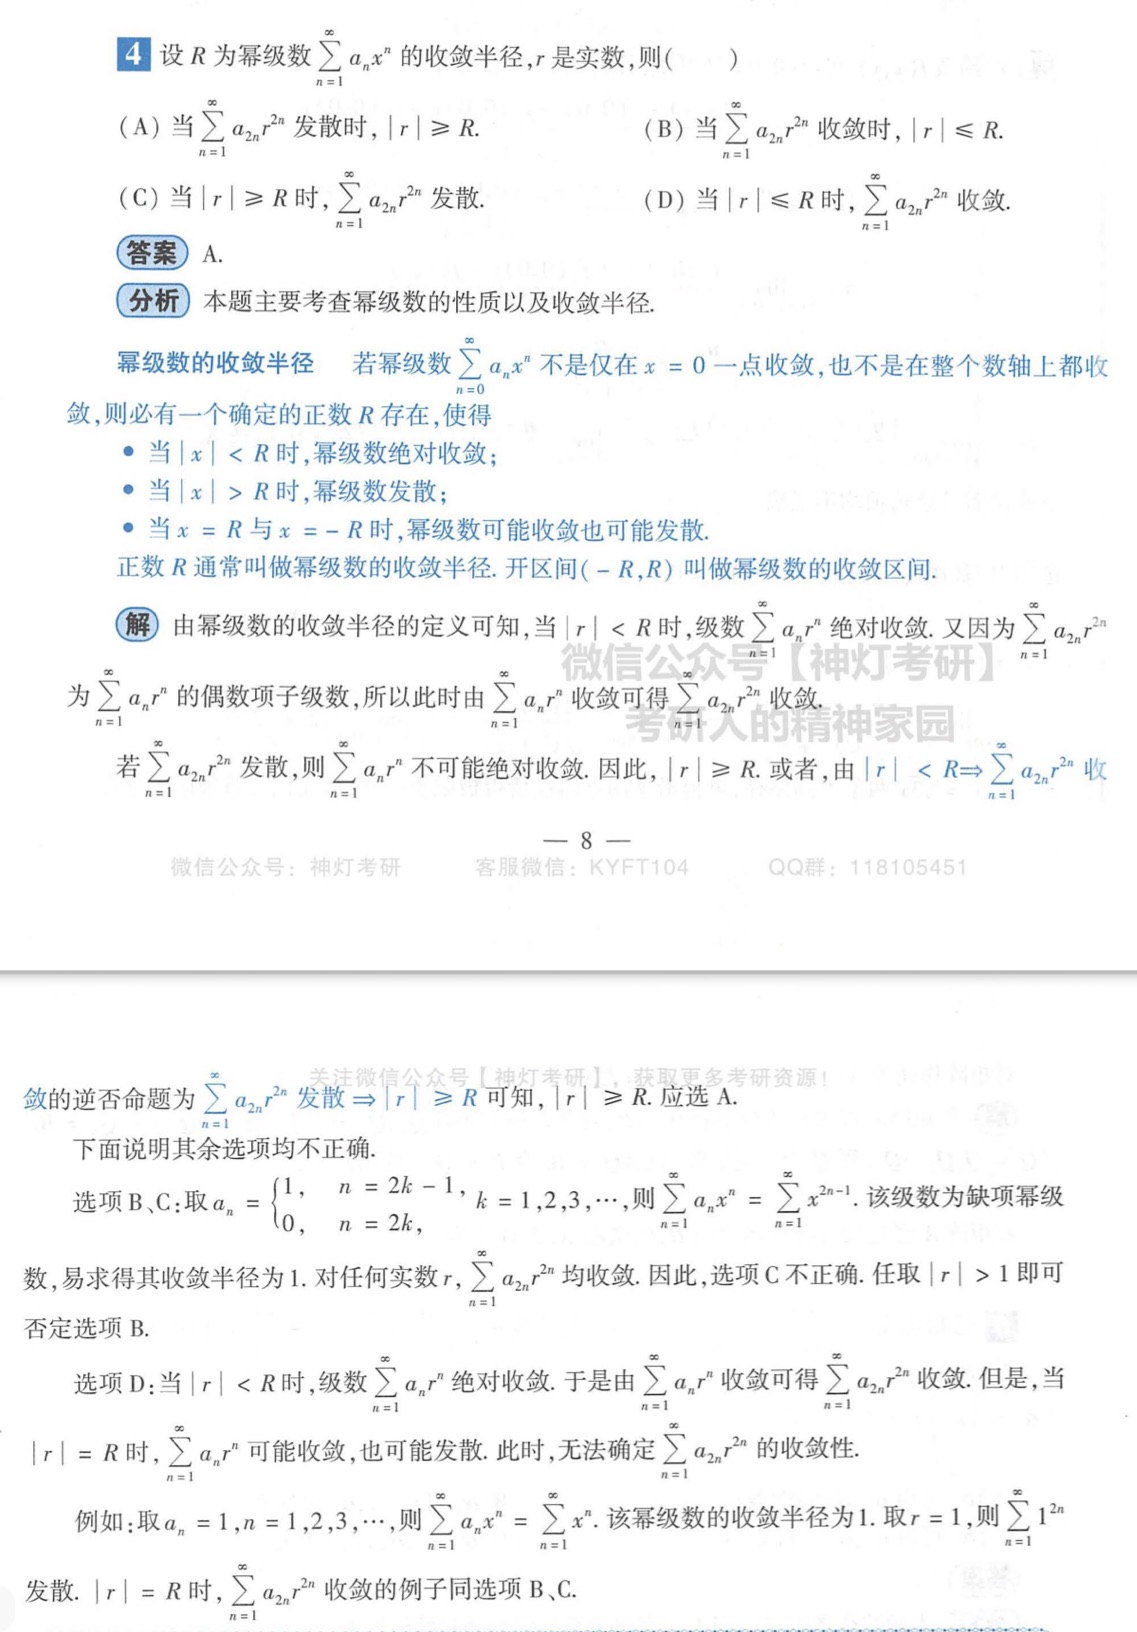 4 设 R 为幂级数 $\sum_{n=1}^{\infty} a_n x^n$ 的收敛半径,r 是实数,则(　　)
(A) 当 $\sum_{n=1}^{\infty} a_{2n} r^{2n}$ 发散时, |r| ⩾ R.　(B) 当 $\sum_{n=1}^{\infty} a_{2n} r^{2n}$ 收敛时, |r| ⩽ R.
(C) 当 |r| ⩾ R 时, $\sum_{n=1}^{\infty} a_{2n} r^{2n}$ 发散.　(D) 当 |r| ⩽ R 时, $\sum_{n=1}^{\infty} a_{2n} r^{2n}$ 收敛.
答案 A.
分析 本题主要考查幂级数的性质以及收敛半径.
幂级数的收敛半径　若幂级数 $\sum_{n=0}^{\infty} a_n x^n$ 不是仅在 x = 0 一点收敛,也不是在整个数轴上都收
敛,则必有一个确定的正数 R 存在,使得
• 当 |x| < R 时,幂级数绝对收敛;
• 当 |x| > R 时,幂级数发散;
• 当 x = R 与 x = − R 时,幂级数可能收敛也可能发散.
正数 R 通常叫做幂级数的收敛半径. 开区间(− R,R) 叫做幂级数的收敛区间.
解 由幂级数的收敛半径的定义可知,当 |r| < R 时,级数 $\sum_{n=1}^{\infty} a_n r^n$ 绝对收敛. 又因为 $\sum_{n=1}^{\infty} a_{2n} r^{2n}$
微信公众号【神灯考研】
为 $\sum_{n=1}^{\infty} a_n r^n$ 的偶数项子级数,所以此时由 $\sum_{n=1}^{\infty} a_n r^n$ 收敛可得 $\sum_{n=1}^{\infty} a_{2n} r^{2n}$ 收敛.
考研人的精神家园
若 $\sum_{n=1}^{\infty} a_{2n} r^{2n}$ 发散,则 $\sum_{n=1}^{\infty} a_n r^n$ 不可能绝对收敛. 因此, |r| ⩾ R. 或者,由 |r| < R⇒ $\sum_{n=1}^{\infty} a_{2n} r^{2n}$ 收
— 8 —
微信公众号：神灯考研　客服微信：KYFT104　QQ群：118105451
关注微信公众号【神灯考研】，获取更多考研资源！
敛的逆否命题为 $\sum_{n=1}^{\infty} a_{2n} r^{2n}$ 发散 ⇒ |r| ⩾ R 可知, |r| ⩾ R. 应选 A.
下面说明其余选项均不正确.
选项 B、C:取 $a_n = \begin{cases} 1, & n = 2k-1, \\ 0, & n = 2k, \end{cases}$ k = 1,2,3,⋯,则 $\sum_{n=1}^{\infty} a_n x^n = \sum_{n=1}^{\infty} x^{2n-1}$. 该级数为缺项幂级
数,易求得其收敛半径为 1. 对任何实数 r, $\sum_{n=1}^{\infty} a_{2n} r^{2n}$ 均收敛. 因此,选项 C 不正确. 任取 |r| > 1 即可
否定选项 B.
选项 D:当 |r| < R 时,级数 $\sum_{n=1}^{\infty} a_n r^n$ 绝对收敛. 于是由 $\sum_{n=1}^{\infty} a_n r^n$ 收敛可得 $\sum_{n=1}^{\infty} a_{2n} r^{2n}$ 收敛. 但是,当
|r| = R 时, $\sum_{n=1}^{\infty} a_n r^n$ 可能收敛,也可能发散. 此时,无法确定 $\sum_{n=1}^{\infty} a_{2n} r^{2n}$ 的收敛性.
例如:取 $a_n$ = 1,n = 1,2,3,⋯,则 $\sum_{n=1}^{\infty} a_n x^n = \sum_{n=1}^{\infty} x^n$. 该幂级数的收敛半径为 1. 取 r = 1,则 $\sum_{n=1}^{\infty} 1^{2n}$
发散. |r| = R 时, $\sum_{n=1}^{\infty} a_{2n} r^{2n}$ 收敛的例子同选项 B、C.